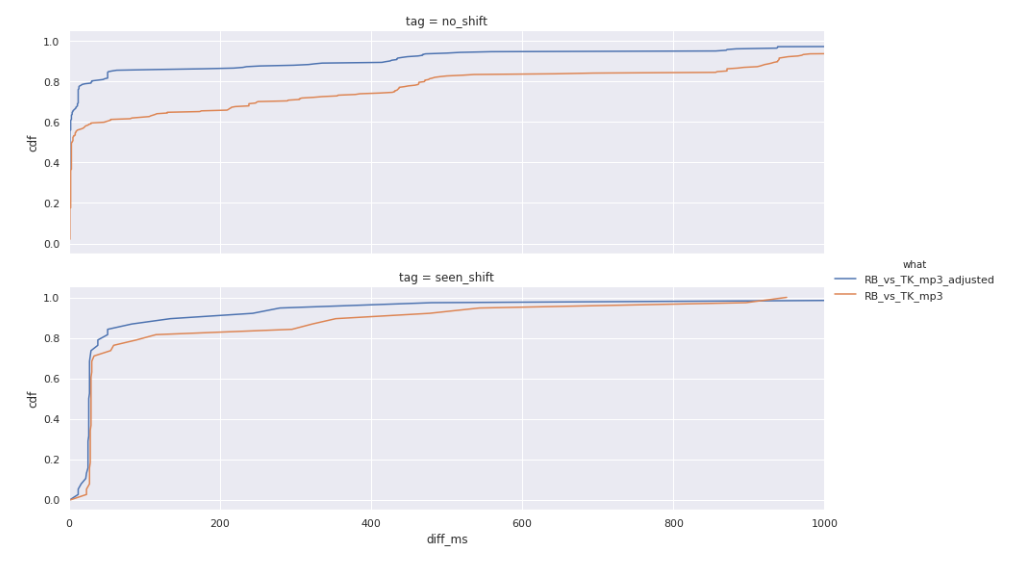 tag = no_shift
1.0
0.8
0.6
0.4
0.2
0.0
cdf
tag = seen_shift
1.0
0.8
0.6
0.4
0.2
0.0
cdf
0 200 400 600 800 1000
diff_ms
what
RB_vs_TK_mp3_adjusted
RB_vs_TK_mp3